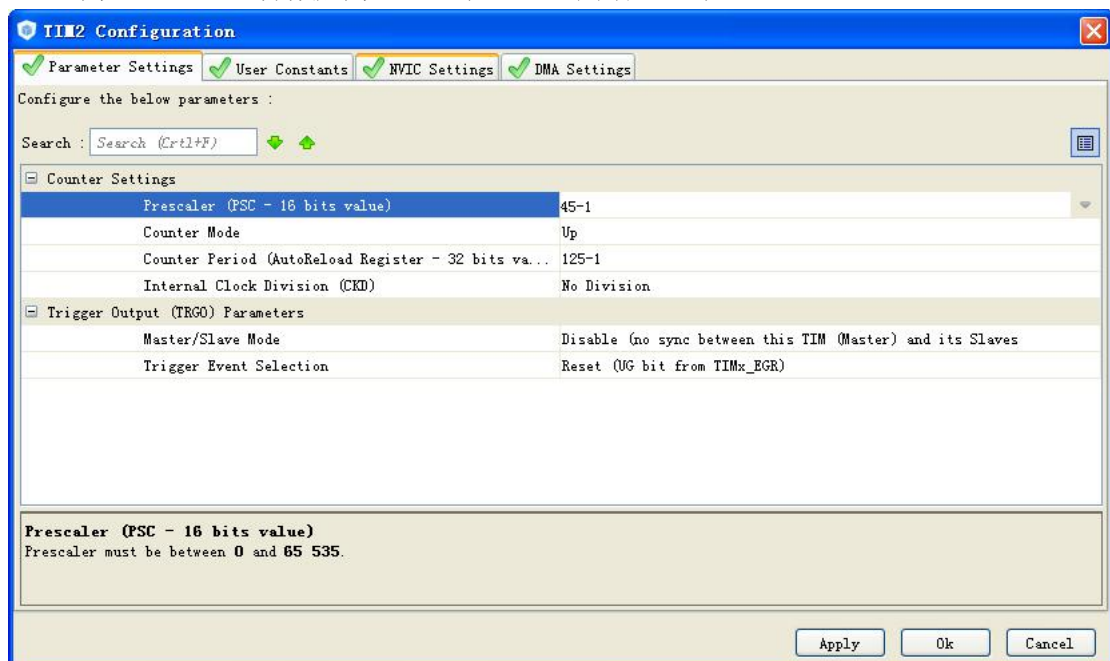 TIM2 Configuration
Parameter Settings User Constants NVIC Settings DMA Settings
Configure the below parameters :
Search : Search (Crtl+F)
Counter Settings
Prescaler (PSC - 16 bits value) 45-1
Counter Mode Up
Counter Period (AutoReload Register - 32 bits va... 125-1
Internal Clock Division (CKD) No Division
Trigger Output (TRGO) Parameters
Master/Slave Mode Disable (no sync between this TIM (Master) and its Slaves
Trigger Event Selection Reset (UG bit from TIMx_EGR)
Prescaler (PSC - 16 bits value)
Prescaler must be between 0 and 65 535.
Apply Ok Cancel